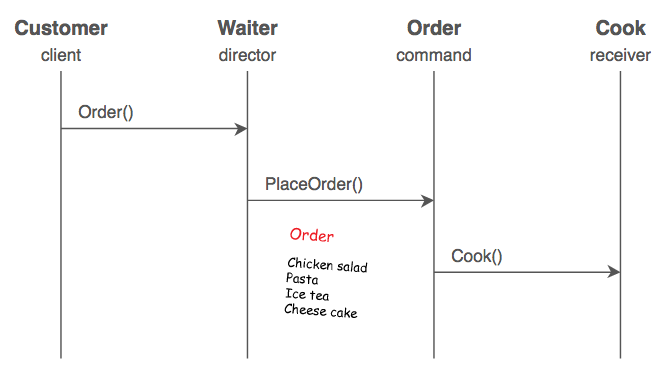 Customer Waiter Order Cook
client director command receiver
Order()
PlaceOrder()
Order
Cook()
Chicken salad
Pasta
Ice tea
Cheese cake